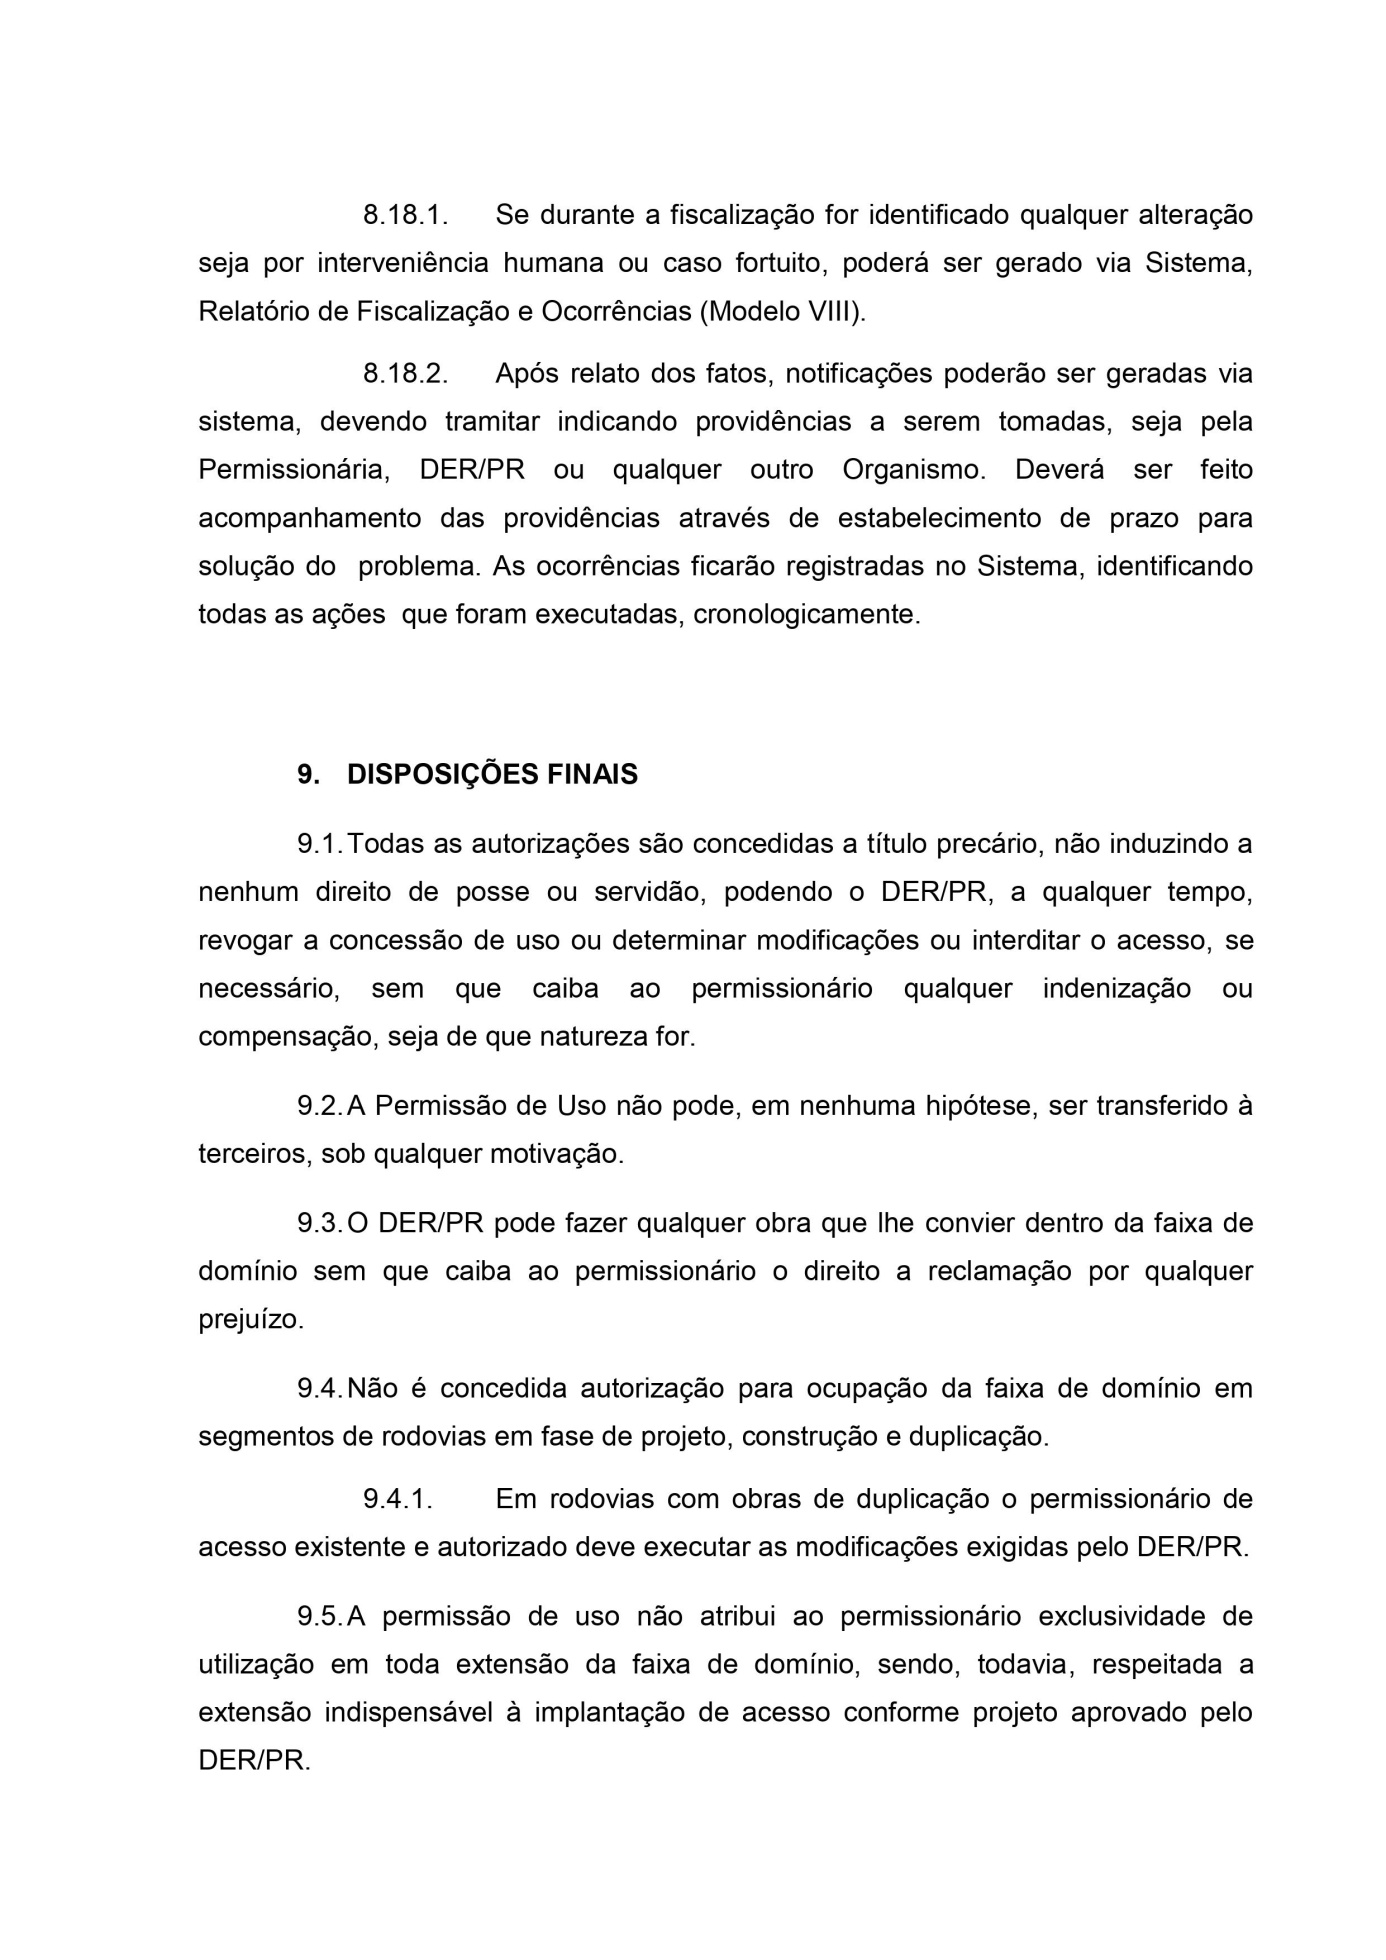 8.18.1. Se durante a fiscalização for identificado qualquer alteração
seja por interveniência humana ou caso fortuito, poderá ser gerado via Sistema,
Relatório de Fiscalização e Ocorrências (Modelo VIII).
8.18.2. Após relato dos fatos, notificações poderão ser geradas via
sistema, devendo tramitar indicando providências a serem tomadas, seja pela
Permissionária, DER/PR ou qualquer outro Organismo. Deverá ser feito
acompanhamento das providências através de estabelecimento de prazo para
solução do problema. As ocorrências ficarão registradas no Sistema, identificando
todas as ações que foram executadas, cronologicamente.
9. DISPOSIÇÕES FINAIS
9.1. Todas as autorizações são concedidas a título precário, não induzindo a
nenhum direito de posse ou servidão, podendo o DER/PR, a qualquer tempo,
revogar a concessão de uso ou determinar modificações ou interditar o acesso, se
necessário, sem que caiba ao permissionário qualquer indenização ou
compensação, seja de que natureza for.
9.2. A Permissão de Uso não pode, em nenhuma hipótese, ser transferido à
terceiros, sob qualquer motivação.
9.3. O DER/PR pode fazer qualquer obra que lhe convier dentro da faixa de
domínio sem que caiba ao permissionário o direito a reclamação por qualquer
prejuízo.
9.4. Não é concedida autorização para ocupação da faixa de domínio em
segmentos de rodovias em fase de projeto, construção e duplicação.
9.4.1. Em rodovias com obras de duplicação o permissionário de
acesso existente e autorizado deve executar as modificações exigidas pelo DER/PR.
9.5. A permissão de uso não atribui ao permissionário exclusividade de
utilização em toda extensão da faixa de domínio, sendo, todavia, respeitada a
extensão indispensável à implantação de acesso conforme projeto aprovado pelo
DER/PR.